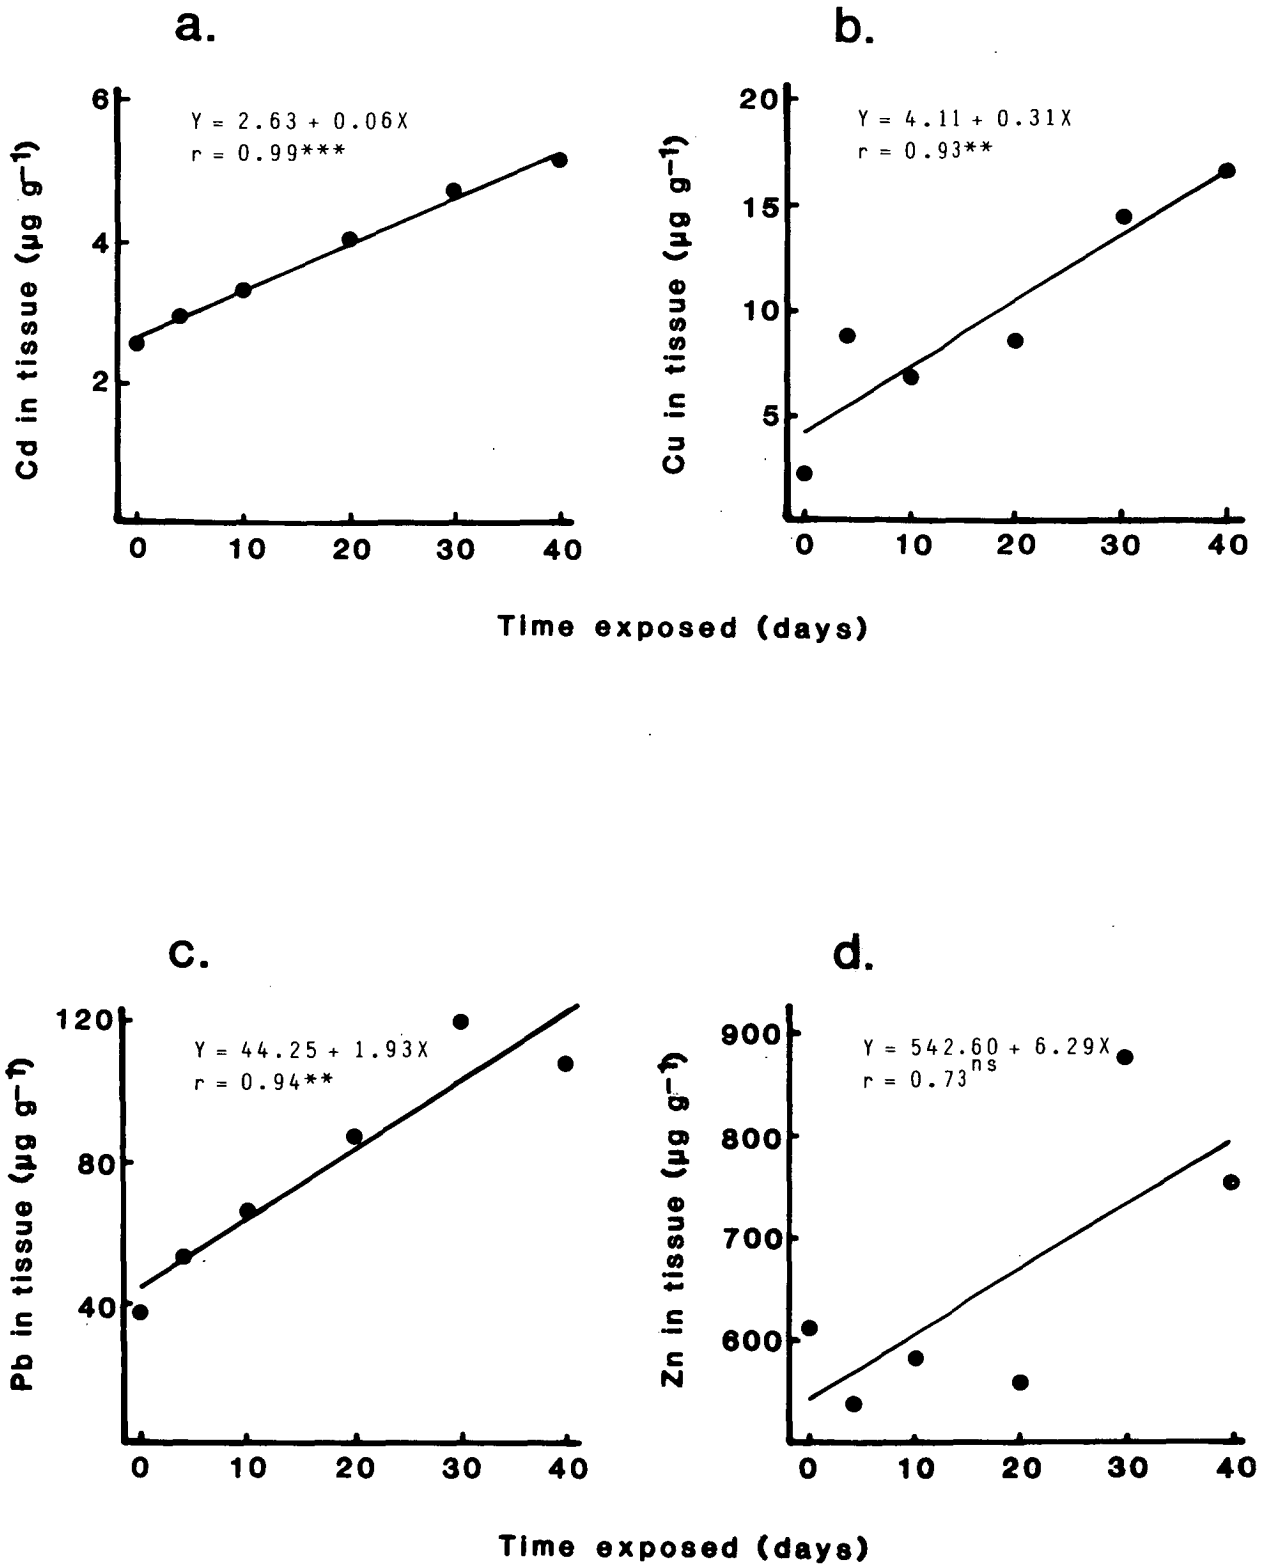 a.
Cd in tissue (µg g⁻¹)
6
4
2
Y = 2.63 + 0.06X
r = 0.99***
0 10 20 30 40
b.
Cu in tissue (µg g⁻¹)
20
15
10
5
Y = 4.11 + 0.31X
r = 0.93**
0 10 20 30 40
Time exposed (days)
c.
Pb in tissue (µg g⁻¹)
120
80
40
Y = 44.25 + 1.93X
r = 0.94**
0 10 20 30 40
d.
Zn in tissue (µg g⁻¹)
900
800
700
600
Y = 542.60 + 6.29X
r = 0.73ns
0 10 20 30 40
Time exposed (days)